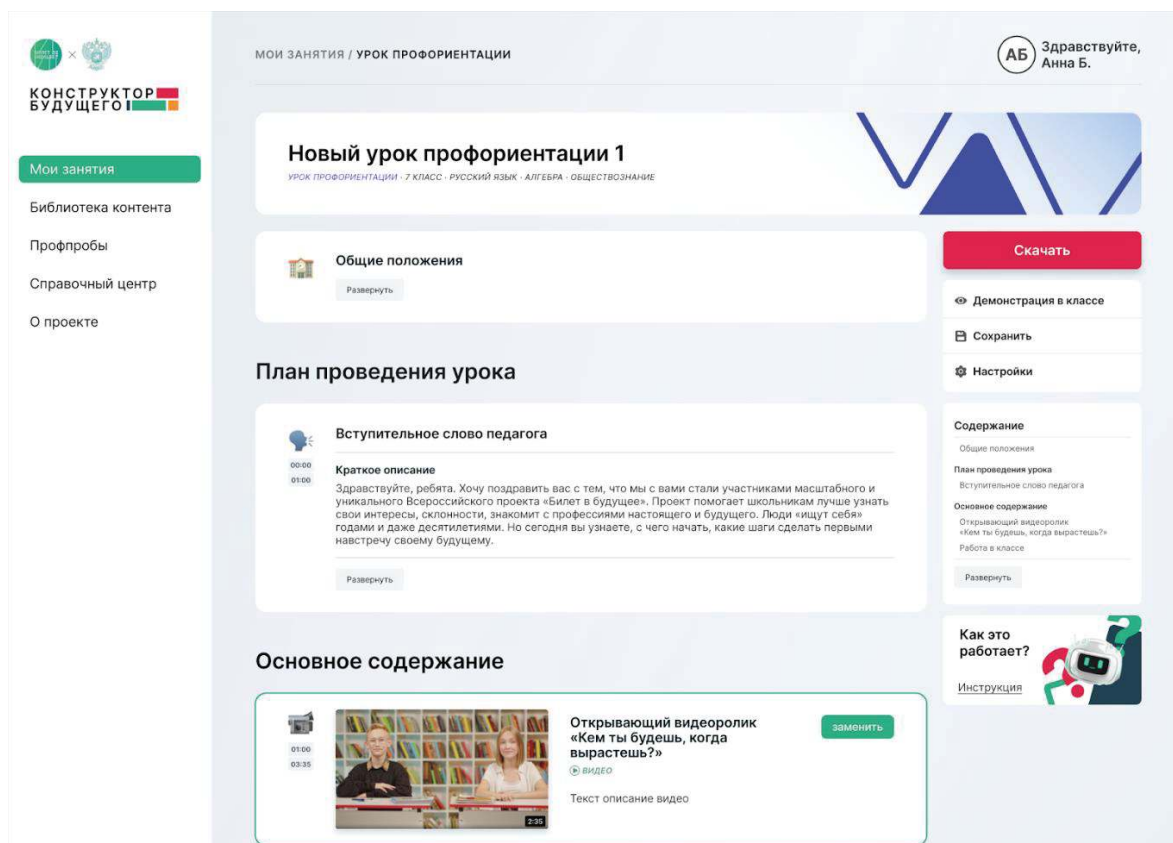 КОНСТРУКТОР
БУДУЩЕГО
Мои занятия
Библиотека контента
Профпробы
Справочный центр
О проекте
МОИ ЗАНЯТИЯ / УРОК ПРОФОРИЕНТАЦИИ
АБ
Здравствуйте,
Анна Б.
Новый урок профориентации 1
УРОК ПРОФОРИЕНТАЦИИ · 7 КЛАСС · РУССКИЙ ЯЗЫК · АЛГЕБРА · ОБЩЕСТВОЗНАНИЕ
Общие положения
Развернуть
План проведения урока
Вступительное слово педагога
00:00
01:00
Краткое описание
Здравствуйте, ребята. Хочу поздравить вас с тем, что мы с вами стали участниками масштабного и
уникального Всероссийского проекта «Билет в будущее». Проект помогает школьникам лучше узнать
свои интересы, склонности, знакомит с профессиями настоящего и будущего. Люди «ищут себя»
годами и даже десятилетиями. Но сегодня вы узнаете, с чего начать, какие шаги сделать первыми
навстречу своему будущему.
Развернуть
Основное содержание
01:00
03:35
2:35
Открывающий видеоролик
«Кем ты будешь, когда
вырастешь?»
ВИДЕО
Текст описание видео
заменить
Скачать
Демонстрация в классе
Сохранить
Настройки
Содержание
Общие положения
План проведения урока
Вступительное слово педагога
Основное содержание
Открывающий видеоролик
«Кем ты будешь, когда вырастешь?»
Работа в классе
Развернуть
Как это
работает?
Инструкция